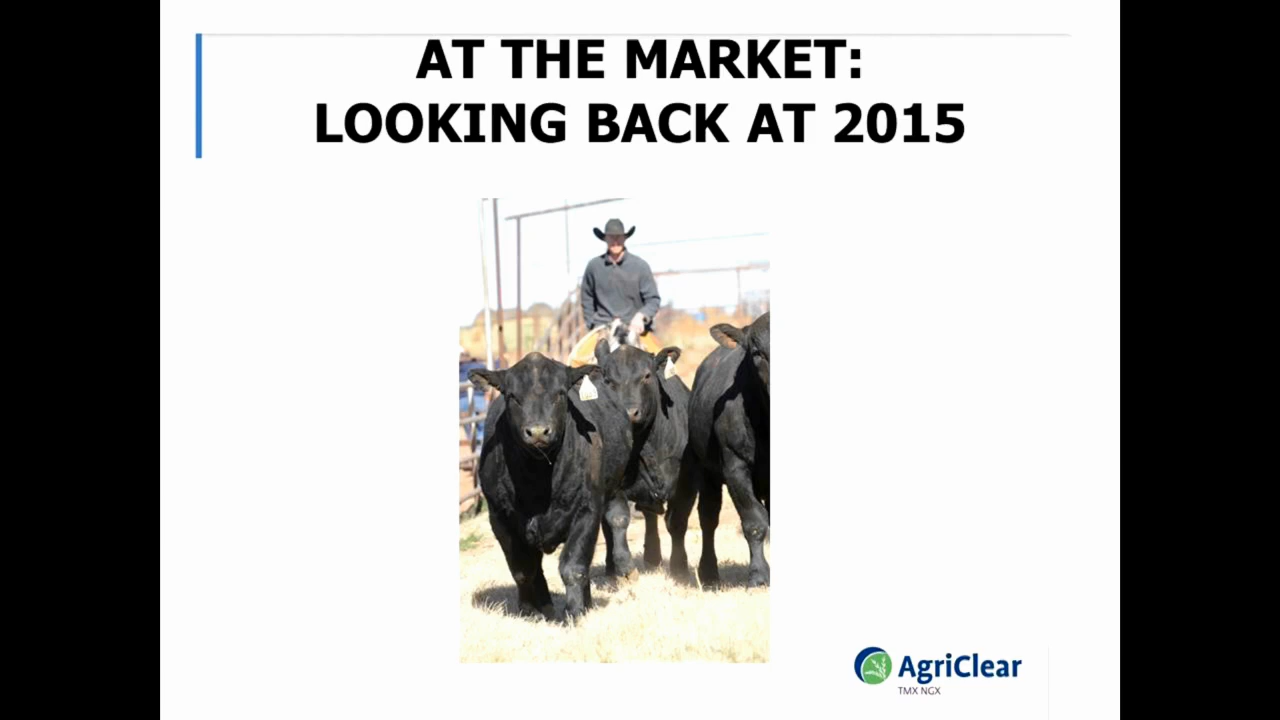 AT THE MARKET:
LOOKING BACK AT 2015
AgriClear
TMX NGX